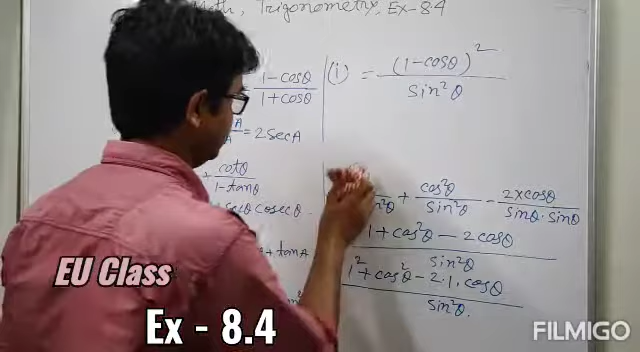 Math, Trigonometry, Ex-8.4
1-cosθ
1+cosθ
A = 2secA
+ cotθ
1-tanθ
secθ cosecθ.
+ tanA
(i) = (1-cosθ)²
sin²θ
+ cos²θ - 2×cosθ
sin²θ sin²θ sinθ.sinθ
1 + cos²θ - 2cosθ
sin²θ
1² + cos²θ - 2.1.cosθ
sin²θ.
EU Class
Ex - 8.4
FILMIGO